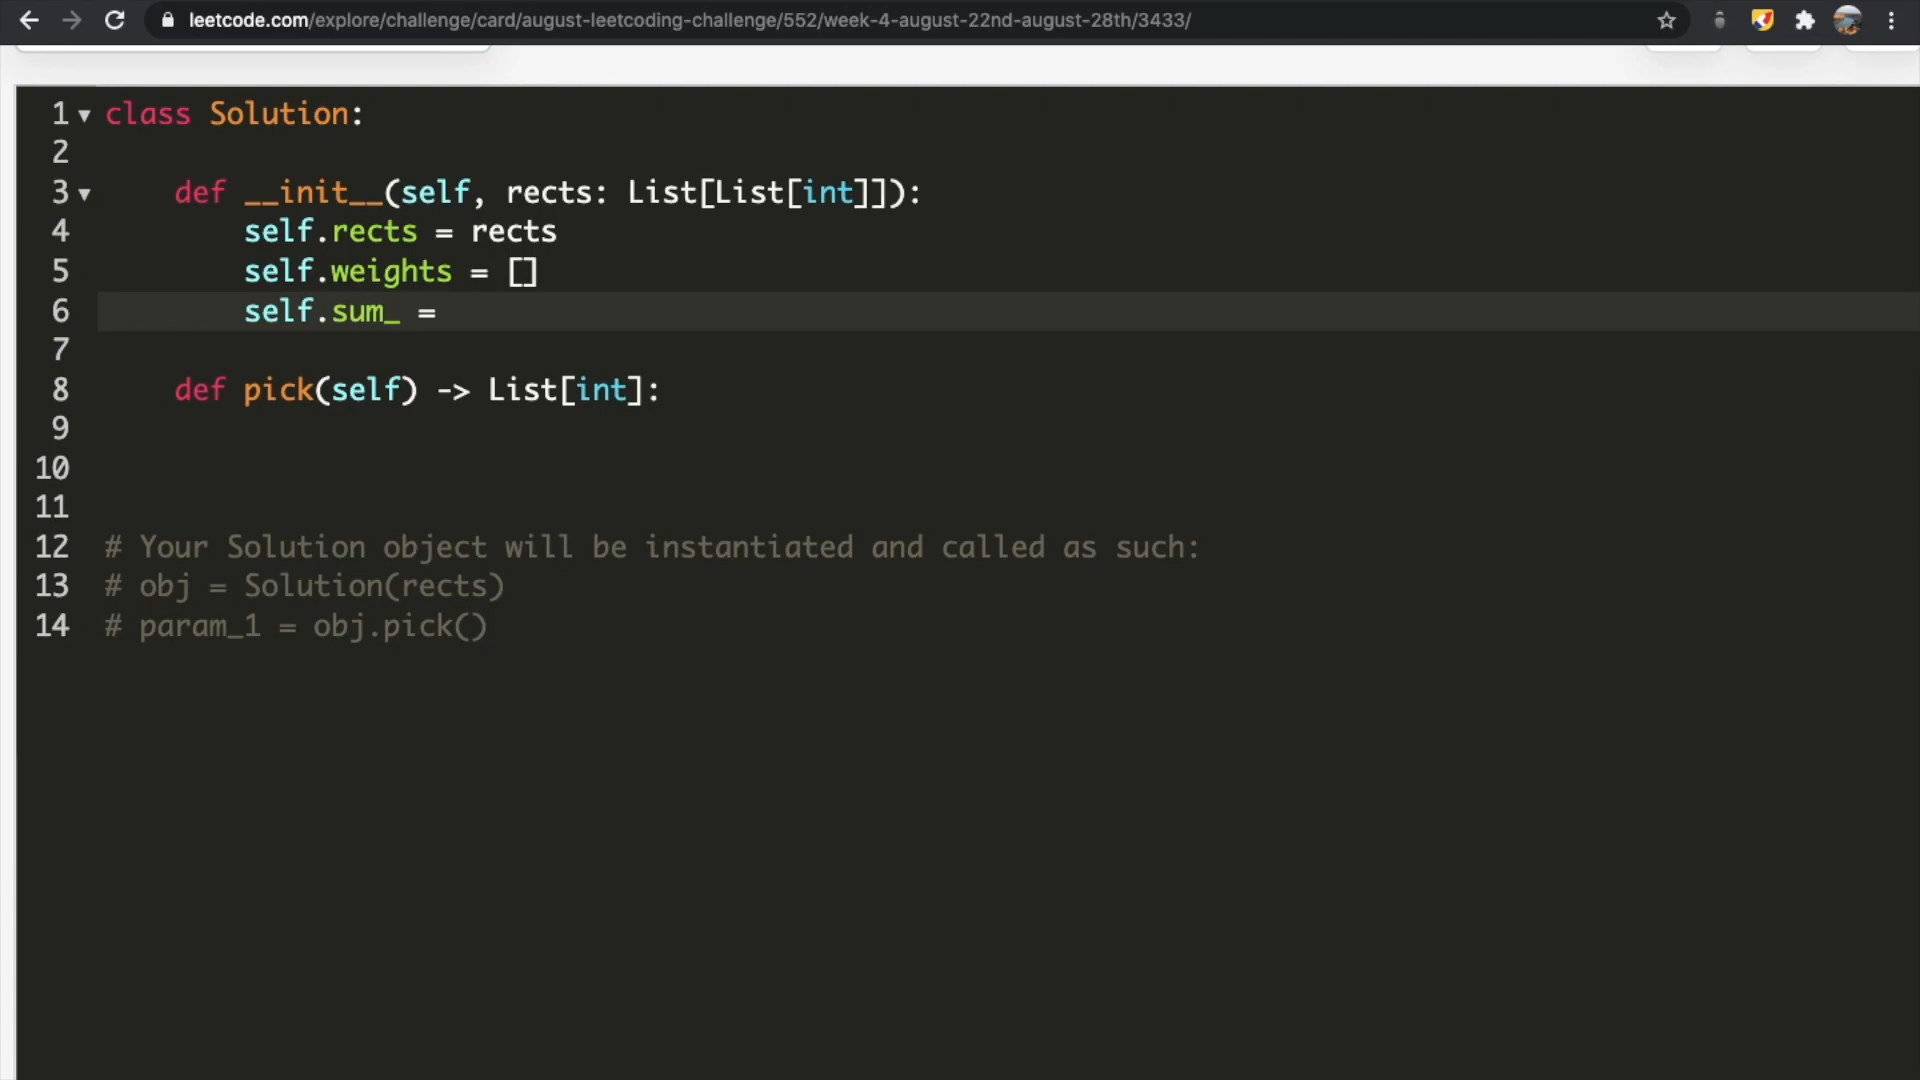 leetcode.com/explore/challenge/card/august-leetcoding-challenge/552/week-4-august-22nd-august-28th/3433/
1 class Solution:
2
3 def __init__(self, rects: List[List[int]]):
4 self.rects = rects
5 self.weights = []
6 self.sum_ =
7
8 def pick(self) -> List[int]:
9
10
11
12 # Your Solution object will be instantiated and called as such:
13 # obj = Solution(rects)
14 # param_1 = obj.pick()